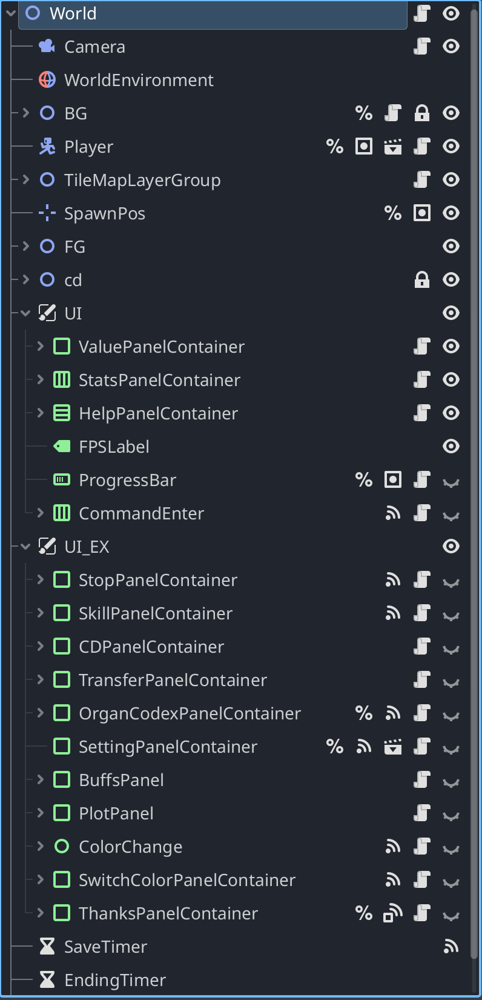 World
Camera
WorldEnvironment
BG %
Player %
TileMapLayerGroup
SpawnPos %
FG
cd
UI
ValuePanelContainer
StatsPanelContainer
HelpPanelContainer
FPSLabel
ProgressBar %
CommandEnter
UI_EX
StopPanelContainer
SkillPanelContainer
CDPanelContainer
TransferPanelContainer
OrganCodexPanelContainer %
SettingPanelContainer %
BuffsPanel
PlotPanel
ColorChange
SwitchColorPanelContainer
ThanksPanelContainer %
SaveTimer
EndingTimer